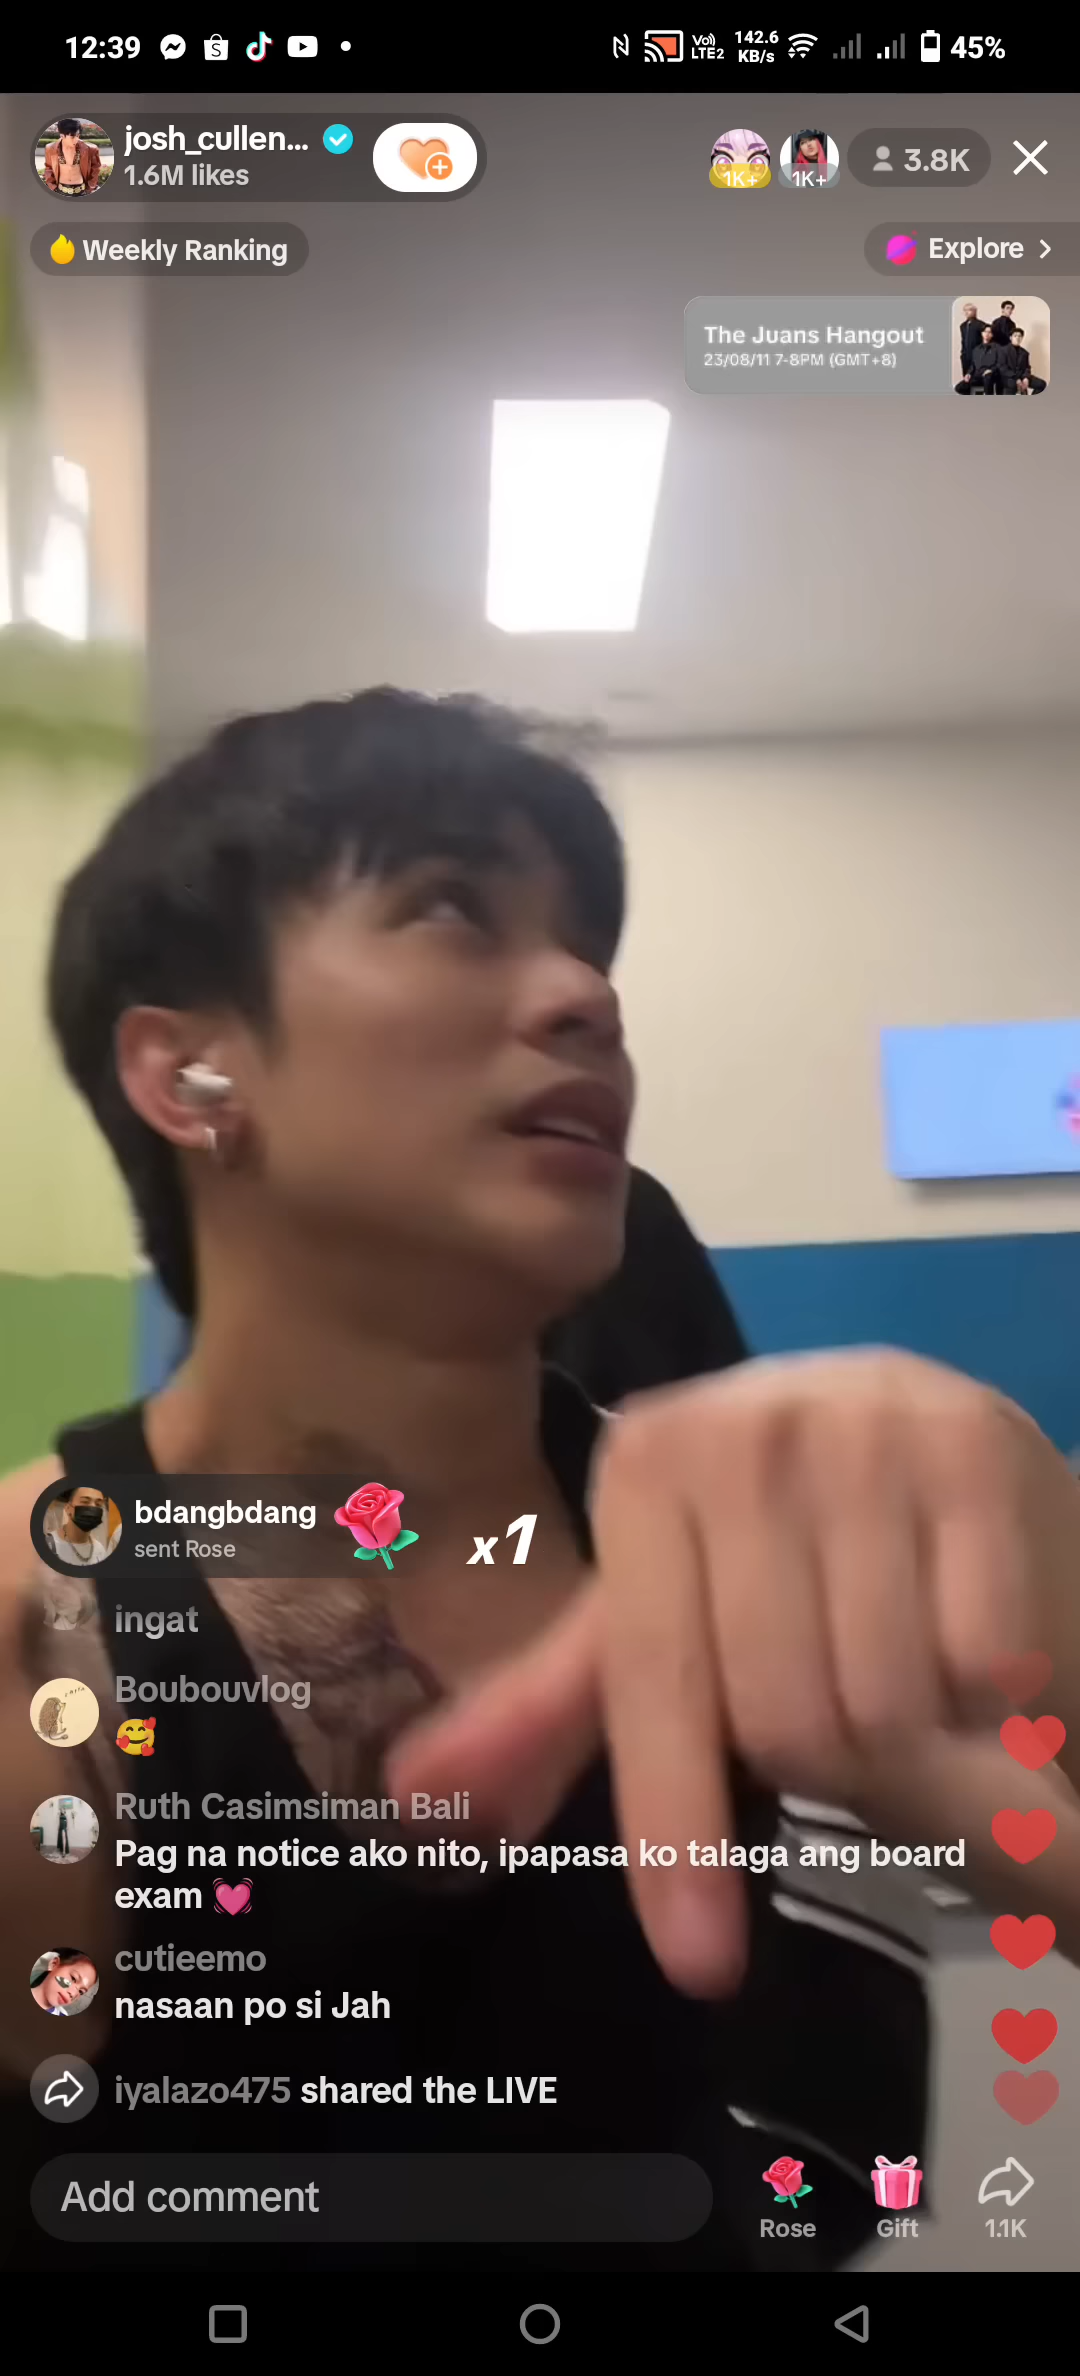 12:39
Vo))
LTE2
142.6
KB/s
45%
josh_cullen...
1.6M likes
1K+
1K+
3.8K
Weekly Ranking
Explore
The Juans Hangout
23/08/11 7-8PM (GMT+8)
bdangbdang
sent Rose
x1
ingat
Boubouvlog
Ruth Casimsiman Bali
Pag na notice ako nito, ipapasa ko talaga ang board
exam
cutieemo
nasaan po si Jah
iyalazo475 shared the LIVE
Add comment
Rose
Gift
1.1K